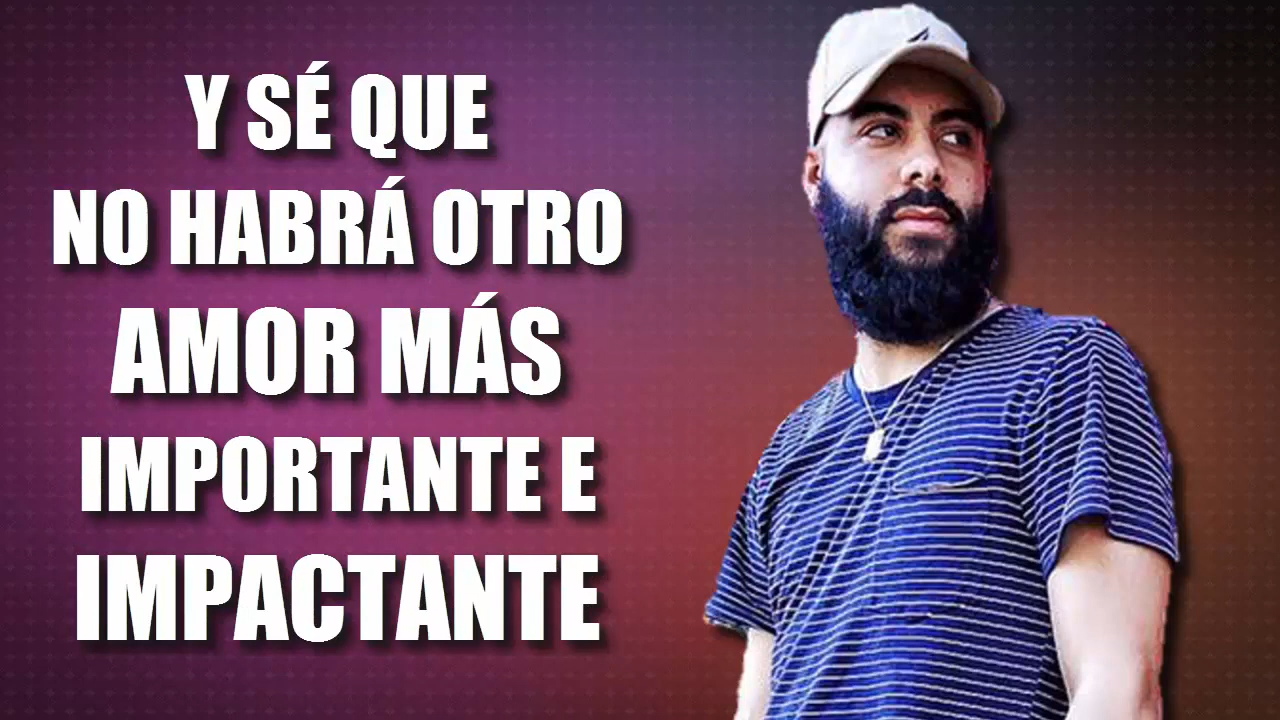 Y SÉ QUE
NO HABRÁ OTRO
AMOR MÁS
IMPORTANTE E
IMPACTANTE